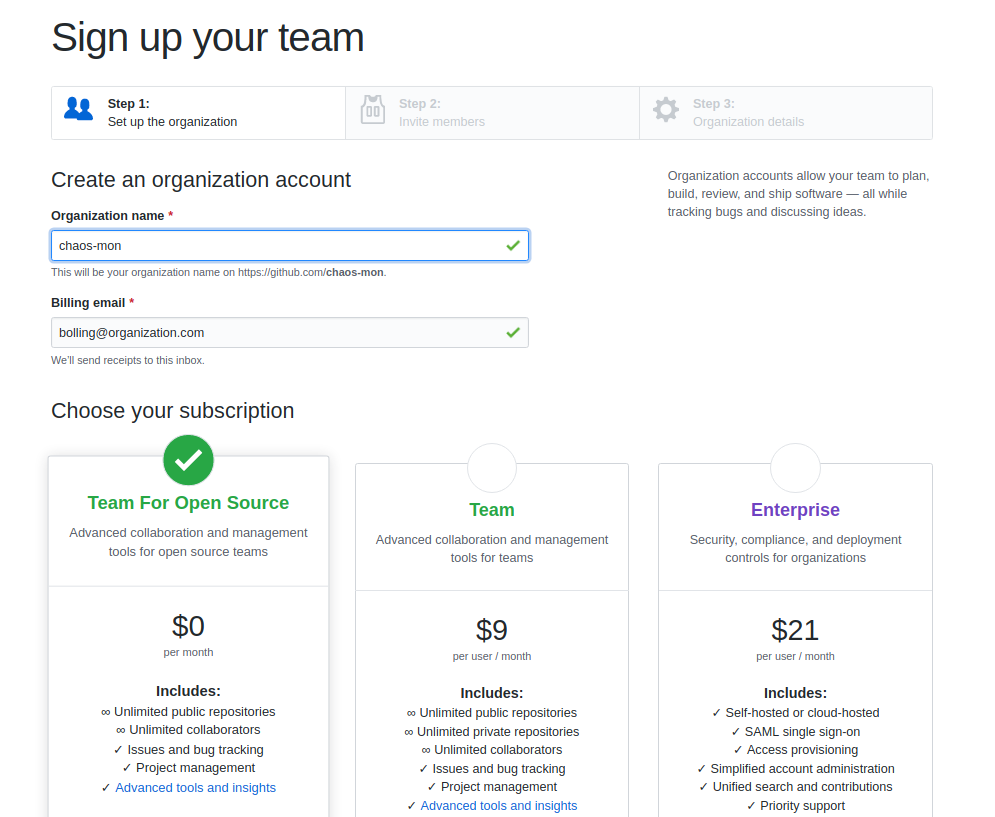 Sign up your team
Step 1:
Set up the organization
Step 2:
Invite members
Step 3:
Organization details
Create an organization account
Organization name *
chaos-mon
This will be your organization name on https://github.com/chaos-mon.
Billing email *
bolling@organization.com
We'll send receipts to this inbox.
Organization accounts allow your team to plan,
build, review, and ship software — all while
tracking bugs and discussing ideas.
Choose your subscription
Team For Open Source
Advanced collaboration and management
tools for open source teams
$0
per month
Includes:
∞ Unlimited public repositories
∞ Unlimited collaborators
✓ Issues and bug tracking
✓ Project management
✓ Advanced tools and insights
Team
Advanced collaboration and management
tools for teams
$9
per user / month
Includes:
∞ Unlimited public repositories
∞ Unlimited private repositories
∞ Unlimited collaborators
✓ Issues and bug tracking
✓ Project management
✓ Advanced tools and insights
Enterprise
Security, compliance, and deployment
controls for organizations
$21
per user / month
Includes:
✓ Self-hosted or cloud-hosted
✓ SAML single sign-on
✓ Access provisioning
✓ Simplified account administration
✓ Unified search and contributions
✓ Priority support